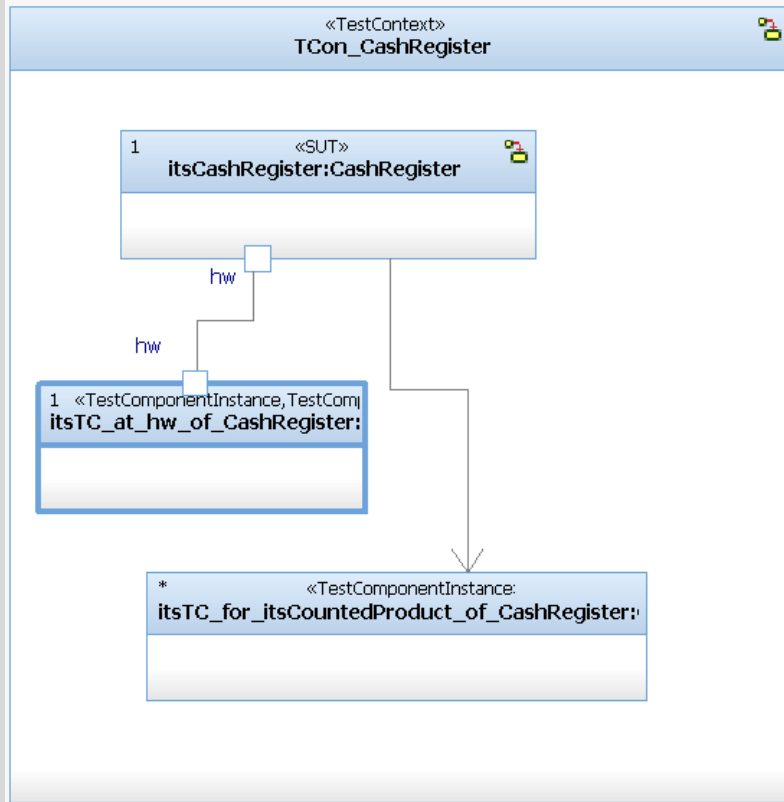 «TestContext»
TCon_CashRegister
1 «SUT»
itsCashRegister:CashRegister
hw
hw
1 «TestComponentInstance,TestComp
itsTC_at_hw_of_CashRegister:
* «TestComponentInstance:
itsTC_for_itsCountedProduct_of_CashRegister: